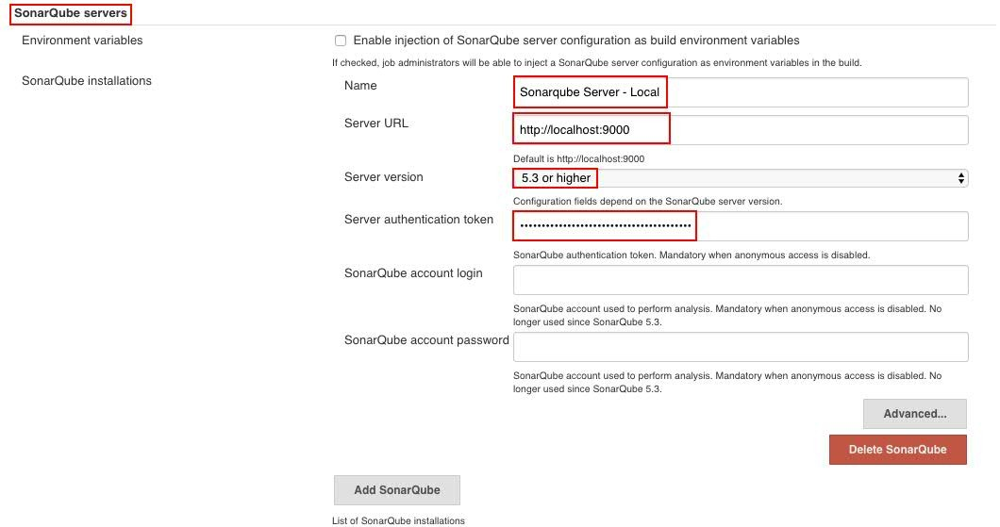 SonarQube servers
Environment variables
Enable injection of SonarQube server configuration as build environment variables
If checked, job administrators will be able to inject a SonarQube server configuration as environment variables in the build.
SonarQube installations
Name
Sonarqube Server - Local
Server URL
http://localhost:9000
Default is http://localhost:9000
Server version
5.3 or higher
Configuration fields depend on the SonarQube server version.
Server authentication token
SonarQube authentication token. Mandatory when anonymous access is disabled.
SonarQube account login
SonarQube account used to perform analysis. Mandatory when anonymous access is disabled. No
longer used since SonarQube 5.3.
SonarQube account password
SonarQube account used to perform analysis. Mandatory when anonymous access is disabled. No
longer used since SonarQube 5.3.
Advanced...
Delete SonarQube
Add SonarQube
List of SonarQube installations